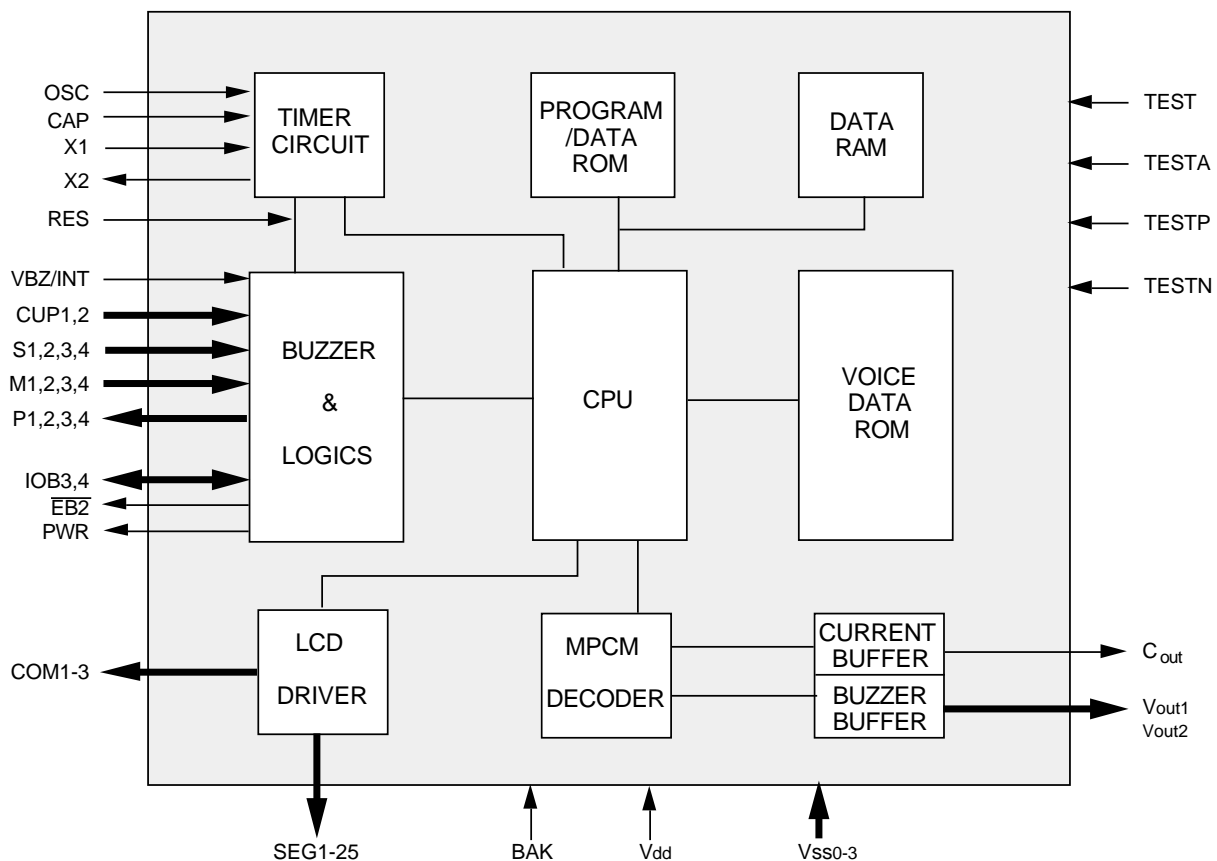 OSC
CAP
X1
X2
RES
VBZ/INT
CUP1,2
S1,2,3,4
M1,2,3,4
P1,2,3,4
IOB3,4
EB2
PWR
COM1-3
TIMER
CIRCUIT
PROGRAM
/DATA
ROM
DATA
RAM
BUZZER
&
LOGICS
CPU
VOICE
DATA
ROM
LCD
DRIVER
MPCM
DECODER
CURRENT
BUFFER
BUZZER
BUFFER
TEST
TESTA
TESTP
TESTN
Cout
Vout1
Vout2
SEG1-25
BAK
Vdd
Vss0-3